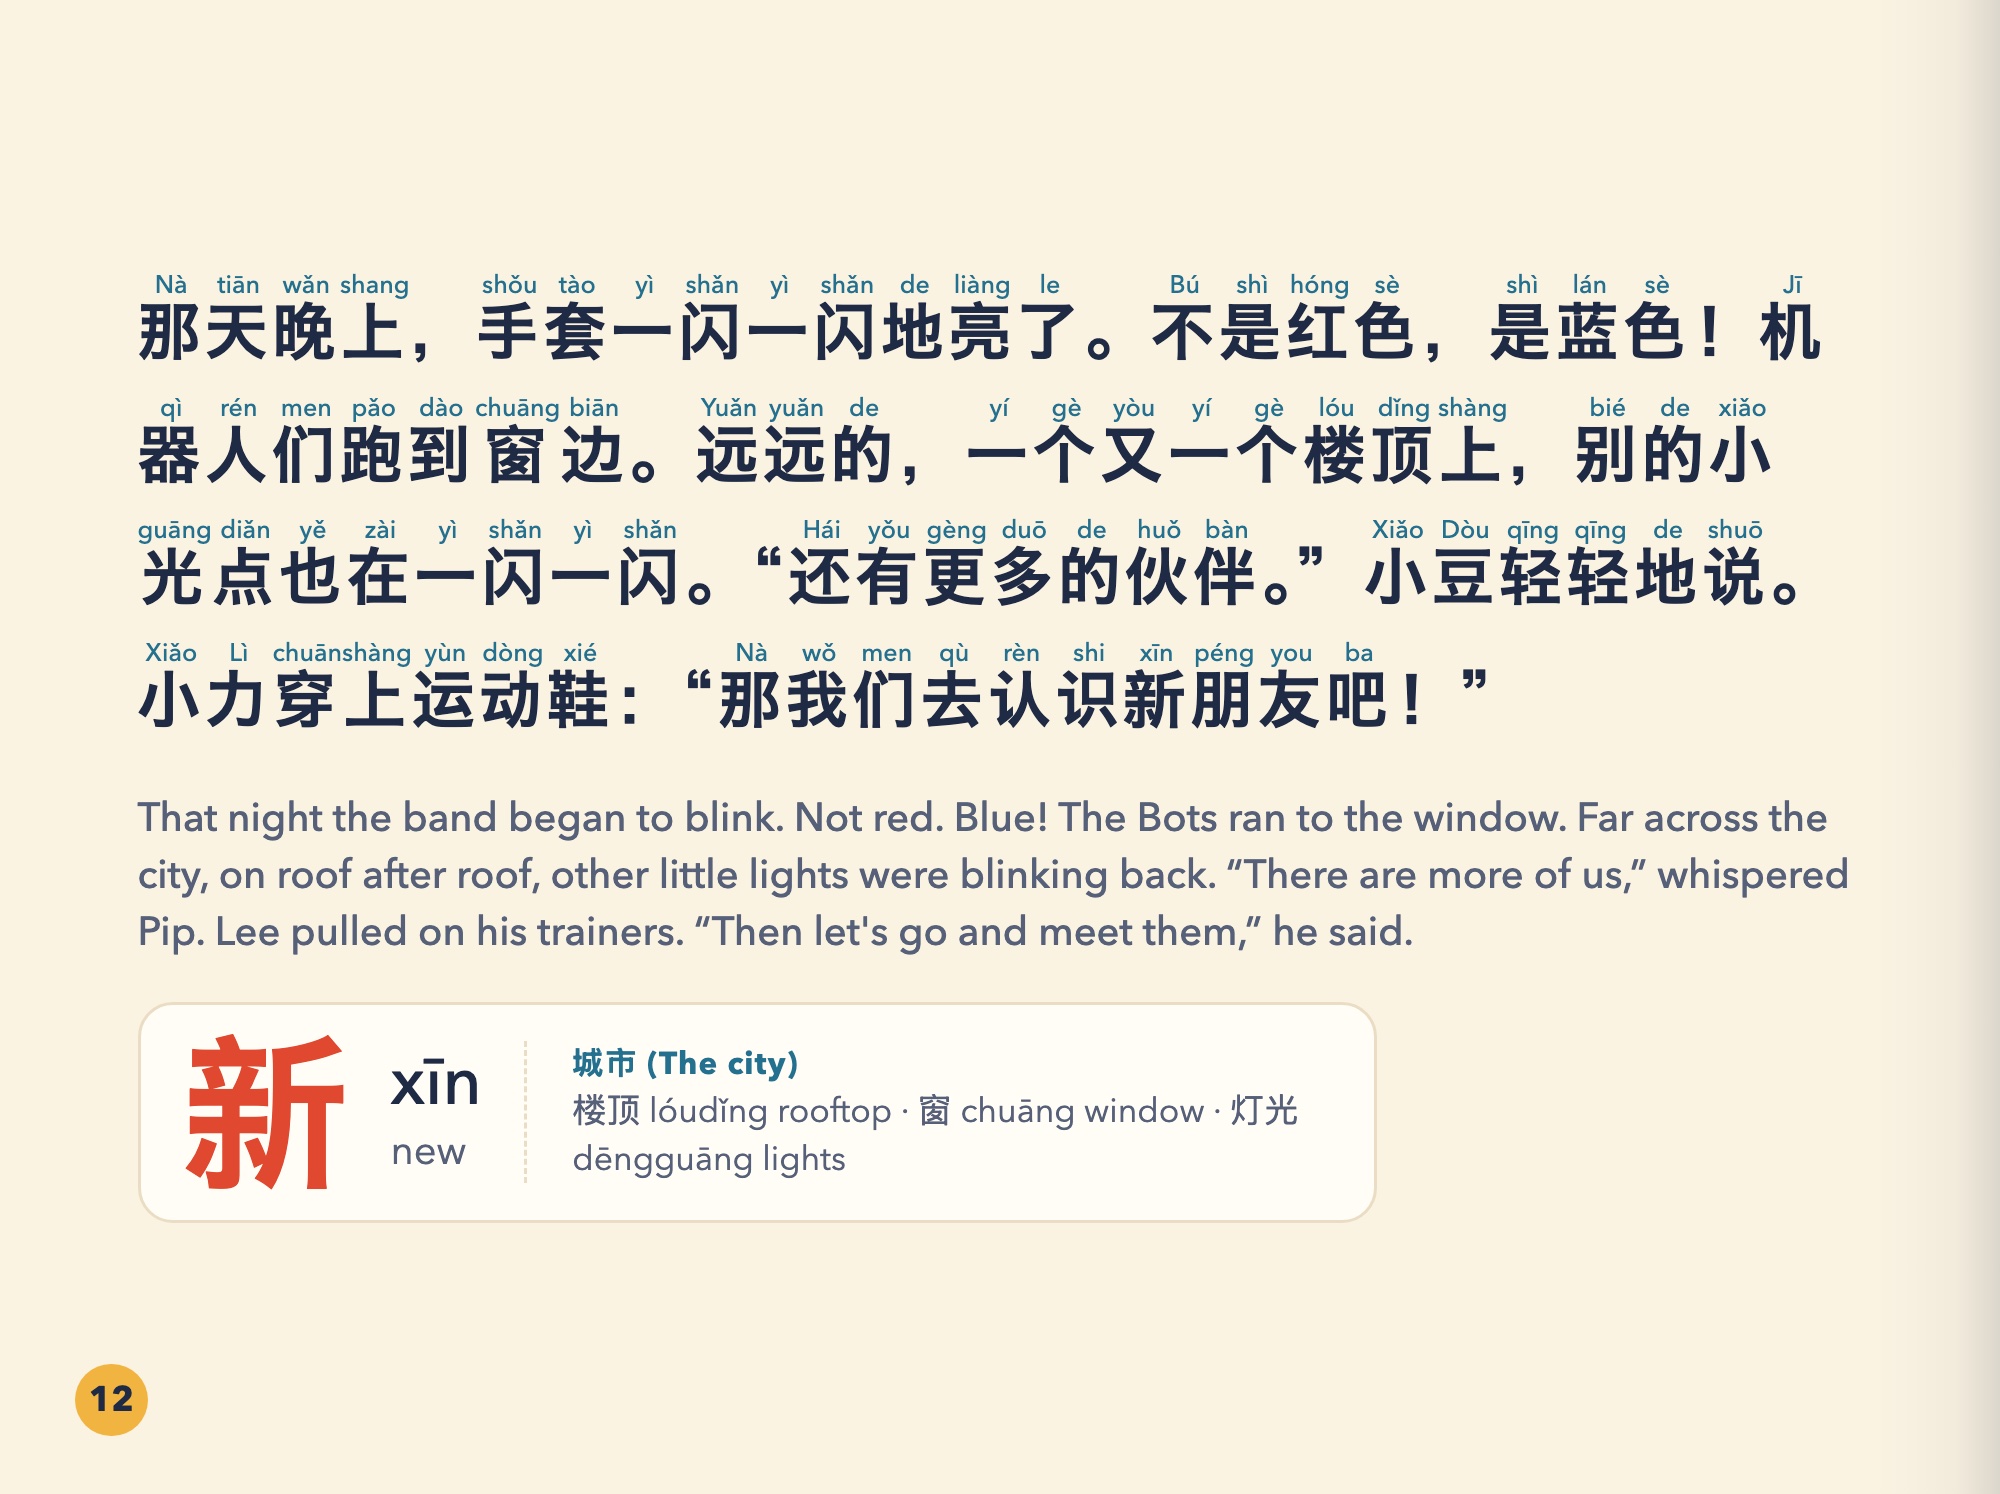 Nà tiān wǎn shang shǒu tào yì shǎn yì shǎn de liàng le Bú shì hóng sè shì lán sè Jī
那天晚上，手套一闪一闪地亮了。不是红色，是蓝色！机
qì rén men pǎo dào chuāng biān Yuǎn yuǎn de yí gè yòu yí gè lóu dǐng shàng bié de xiǎo
器人们跑到窗边。远远的，一个又一个楼顶上，别的小
guāng diǎn yě zài yì shǎn yì shǎn Hái yǒu gèng duō de huǒ bàn Xiǎo Dòu qīng qīng de shuō
光点也在一闪一闪。“还有更多的伙伴。”小豆轻轻地说。
Xiǎo Lì chuānshàng yùn dòng xié Nà wǒ men qù rèn shi xīn péng you ba
小力穿上运动鞋：“那我们去认识新朋友吧！”
That night the band began to blink. Not red. Blue! The Bots ran to the window. Far across the
city, on roof after roof, other little lights were blinking back. “There are more of us,” whispered
Pip. Lee pulled on his trainers. “Then let's go and meet them,” he said.
新
xīn
new
城市 (The city)
楼顶 lóudǐng rooftop · 窗 chuāng window · 灯光
dēngguāng lights
12